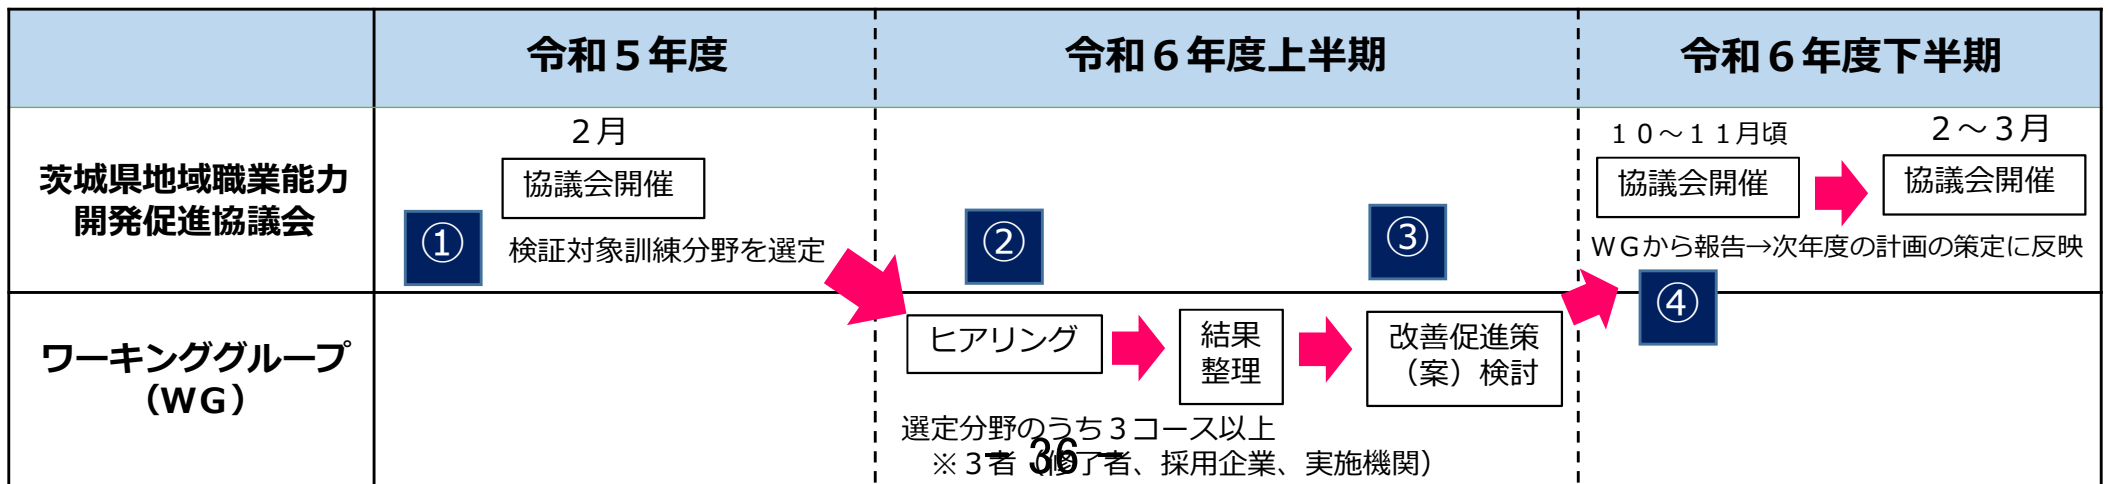 令和５年度
令和６年度上半期
令和６年度下半期
茨城県地域職業能力
開発促進協議会
２月
協議会開催
①
検証対象訓練分野を選定
②
③
１０～１１月頃
協議会開催
２～３月
協議会開催
ＷＧから報告→次年度の計画の策定に反映
④
ワーキンググループ
（ＷＧ）
ヒアリング
結果
整理
改善促進策
（案）検討
選定分野のうち３コース以上
※３者（修了者、採用企業、実施機関）
− 36 −